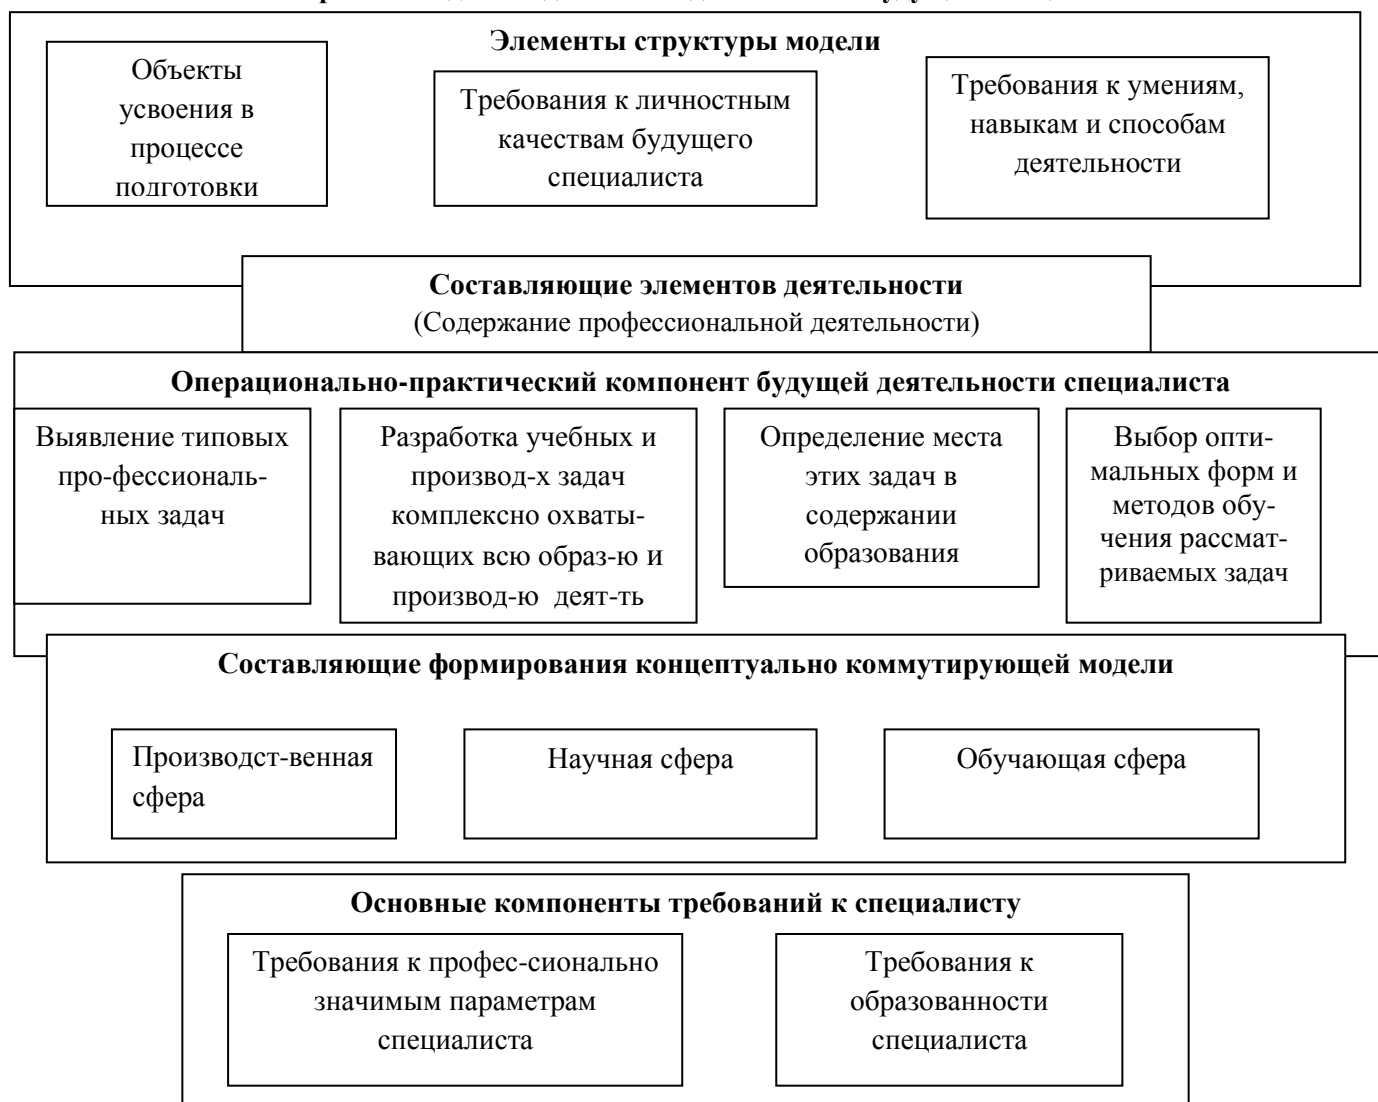 Элементы структуры модели
Объекты
усвоения в
процессе
подготовки
Требования к личностным
качествам будущего
специалиста
Требования к умениям,
навыкам и способам
деятельности
Составляющие элементов деятельности
(Содержание профессиональной деятельности)
Операционально-практический компонент будущей деятельности специалиста
Выявление типовых
про-фессиональ-
ных задач
Разработка учебных и
производ-х задач
комплексно охваты-
вающих всю образ-ю и
производ-ю деят-ть
Определение места
этих задач в
содержании
образования
Выбор опти-
мальных форм и
методов обу-
чения рассмат-
риваемых задач
Составляющие формирования концептуально коммутирующей модели
Производст-венная
сфера
Научная сфера
Обучающая сфера
Основные компоненты требований к специалисту
Требования к профес-сионально
значимым параметрам
специалиста
Требования к
образованности
специалиста